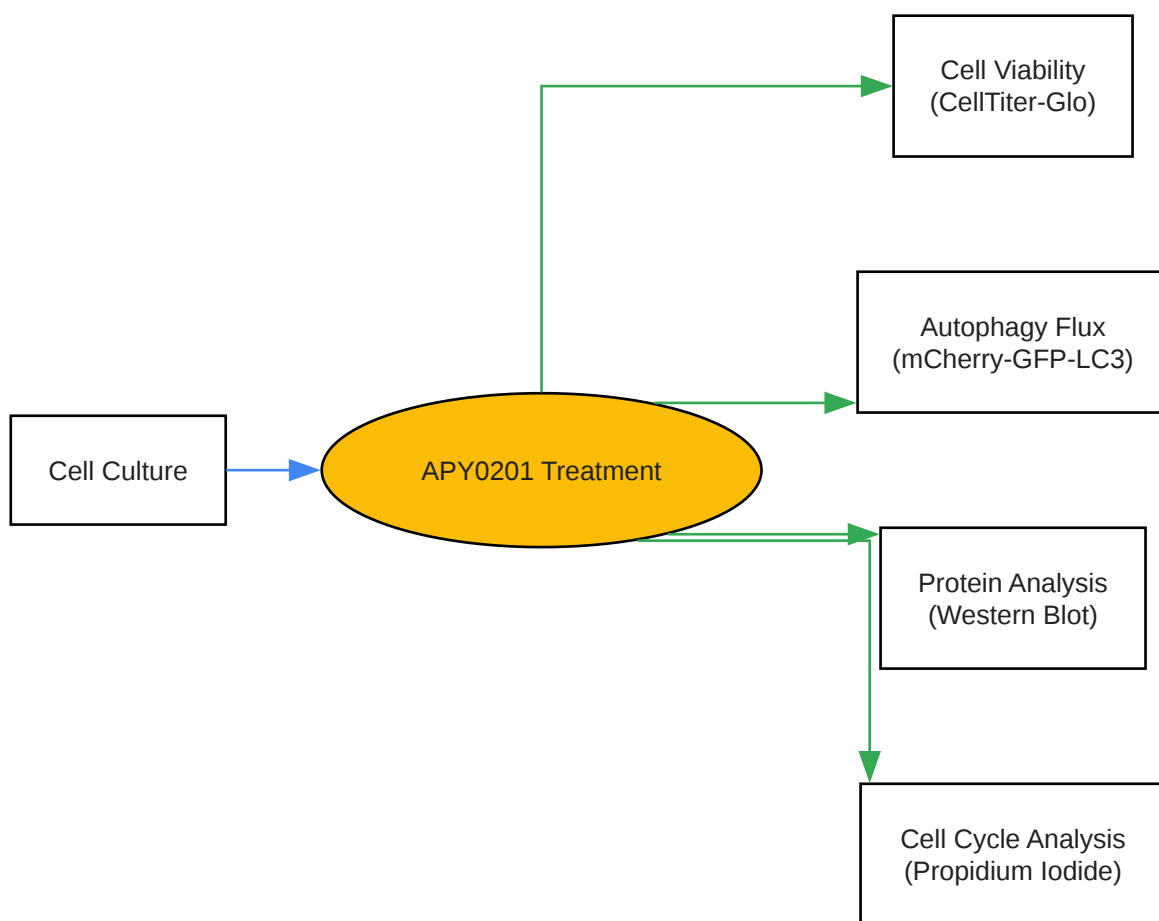 Cell Viability
(CellTiter-Glo)
Autophagy Flux
(mCherry-GFP-LC3)
Cell Culture
APY0201 Treatment
Protein Analysis
(Western Blot)
Cell Cycle Analysis
(Propidium Iodide)